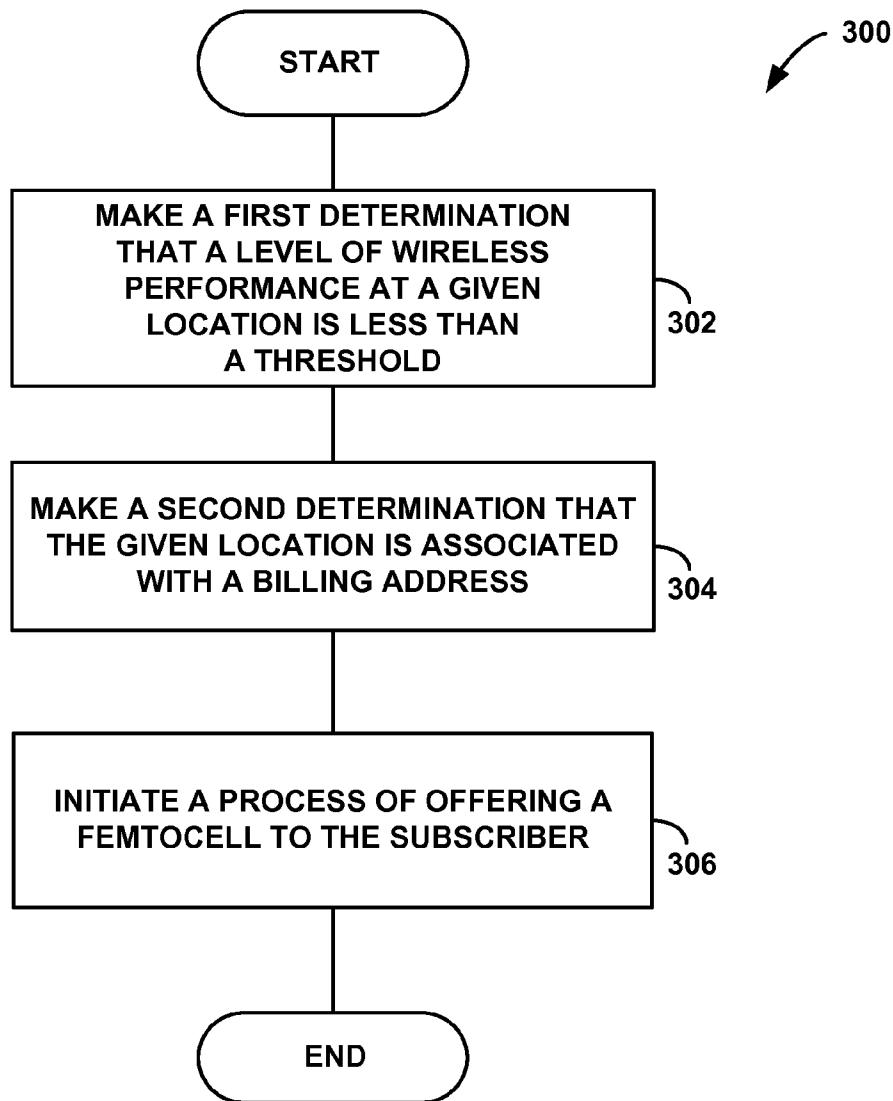 START
300
MAKE A FIRST DETERMINATION
THAT A LEVEL OF WIRELESS
PERFORMANCE AT A GIVEN
LOCATION IS LESS THAN
A THRESHOLD
302
MAKE A SECOND DETERMINATION THAT
THE GIVEN LOCATION IS ASSOCIATED
WITH A BILLING ADDRESS
304
INITIATE A PROCESS OF OFFERING A
FEMTOCELL TO THE SUBSCRIBER
306
END